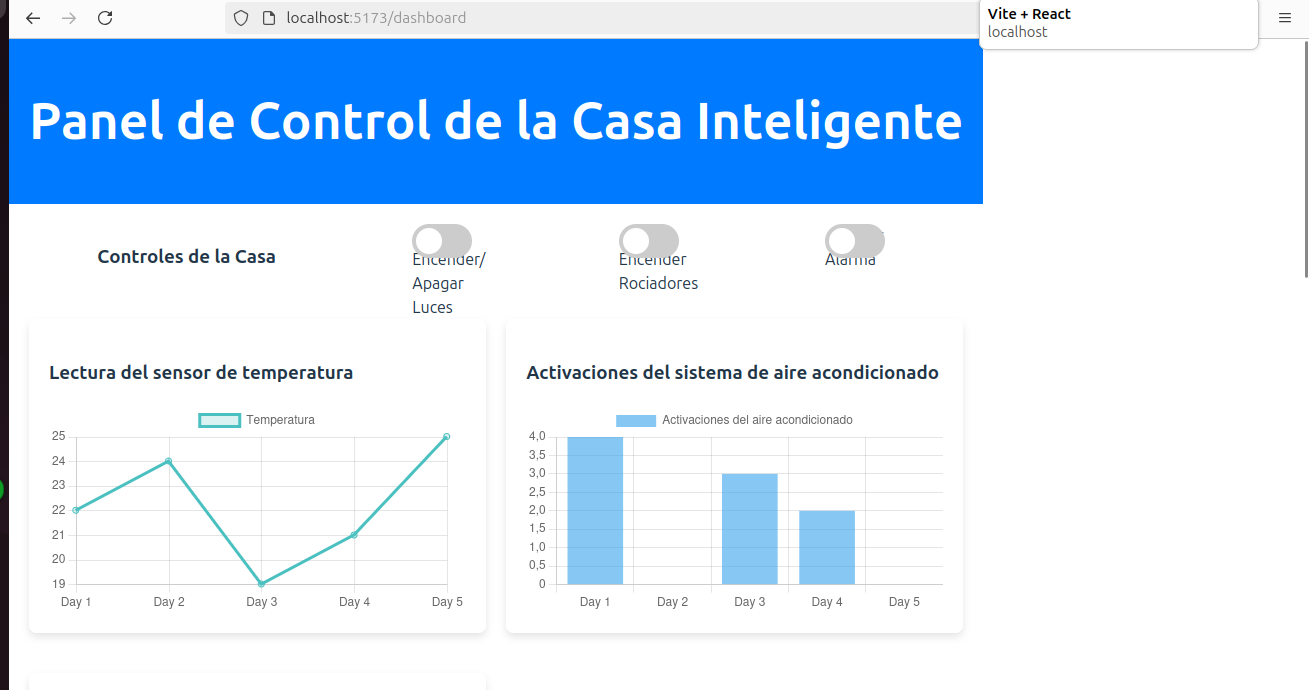 localhost:5173/dashboard
Vite + React
localhost
Panel de Control de la Casa Inteligente
Controles de la Casa
Encender/
Apagar
Luces
Encender
Rociadores
Alarma
Lectura del sensor de temperatura
Temperatura
25
24
23
22
21
20
19
Day 1 Day 2 Day 3 Day 4 Day 5
Activaciones del sistema de aire acondicionado
Activaciones del aire acondicionado
4,0
3,5
3,0
2,5
2,0
1,5
1,0
0,5
0
Day 1 Day 2 Day 3 Day 4 Day 5